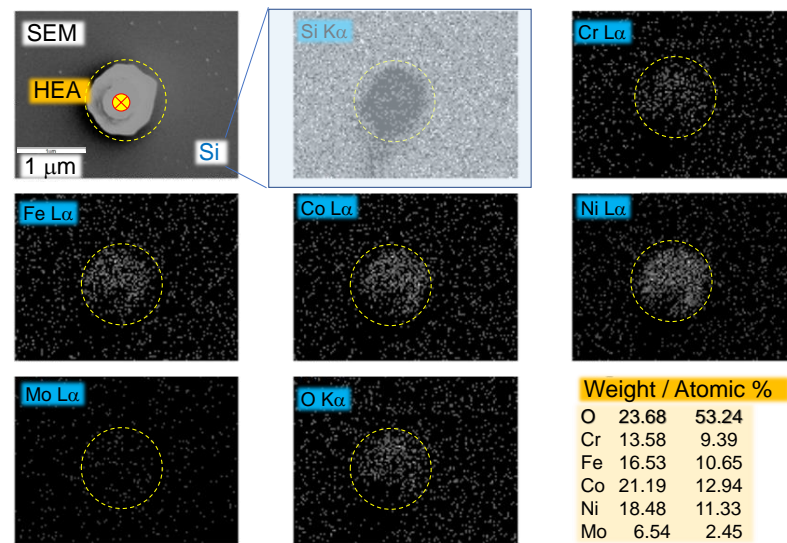 SEM
HEA
1 μm
Si
Si Kα
Cr Lα
Fe Lα
Co Lα
Ni Lα
Mo Lα
O Kα
Weight / Atomic %
O 23.68 53.24
Cr 13.58 9.39
Fe 16.53 10.65
Co 21.19 12.94
Ni 18.48 11.33
Mo 6.54 2.45